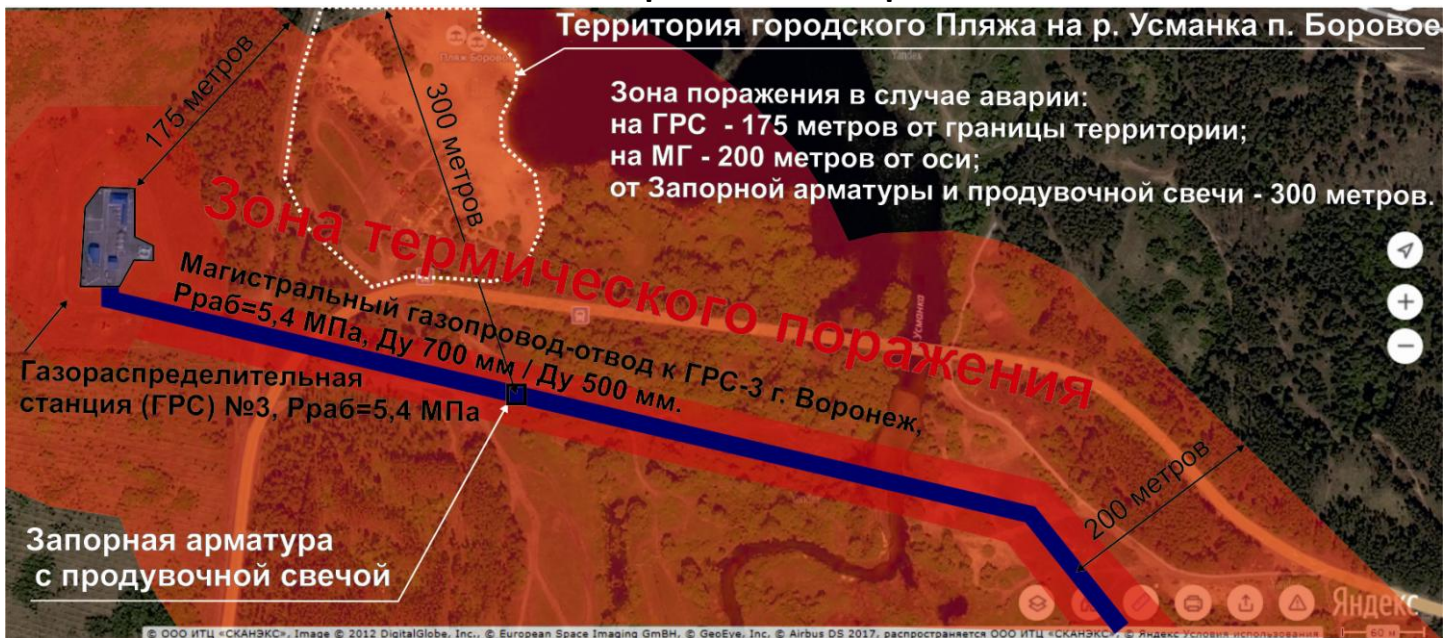 Территория городского Пляжа на р. Усманка п. Боровое
Пляж Боровое
175 метров
300 метров
Зона поражения в случае аварии:
на ГРС - 175 метров от границы территории;
на МГ - 200 метров от оси;
от Запорной арматуры и продувочной свечи - 300 метров.
Зона термического поражения
Магистральный газопровод-отвод к ГРС-3 г. Воронеж,
Рраб=5,4 МПа, Ду 700 мм / Ду 500 мм.
Усманка
Газораспределительная
станция (ГРС) №3, Рраб=5,4 МПа
200 метров
Запорная арматура
с продувочной свечой
Яндекс
© ООО ИТЦ «СКАНЭКС», Image © 2012 DigitalGlobe, Inc., © European Space Imaging GmBH, © GeoEye, Inc, © Airbus DS 2017, распространяется ООО ИТЦ «СКАНЭКС», © Яндекс Условия использования
60 м